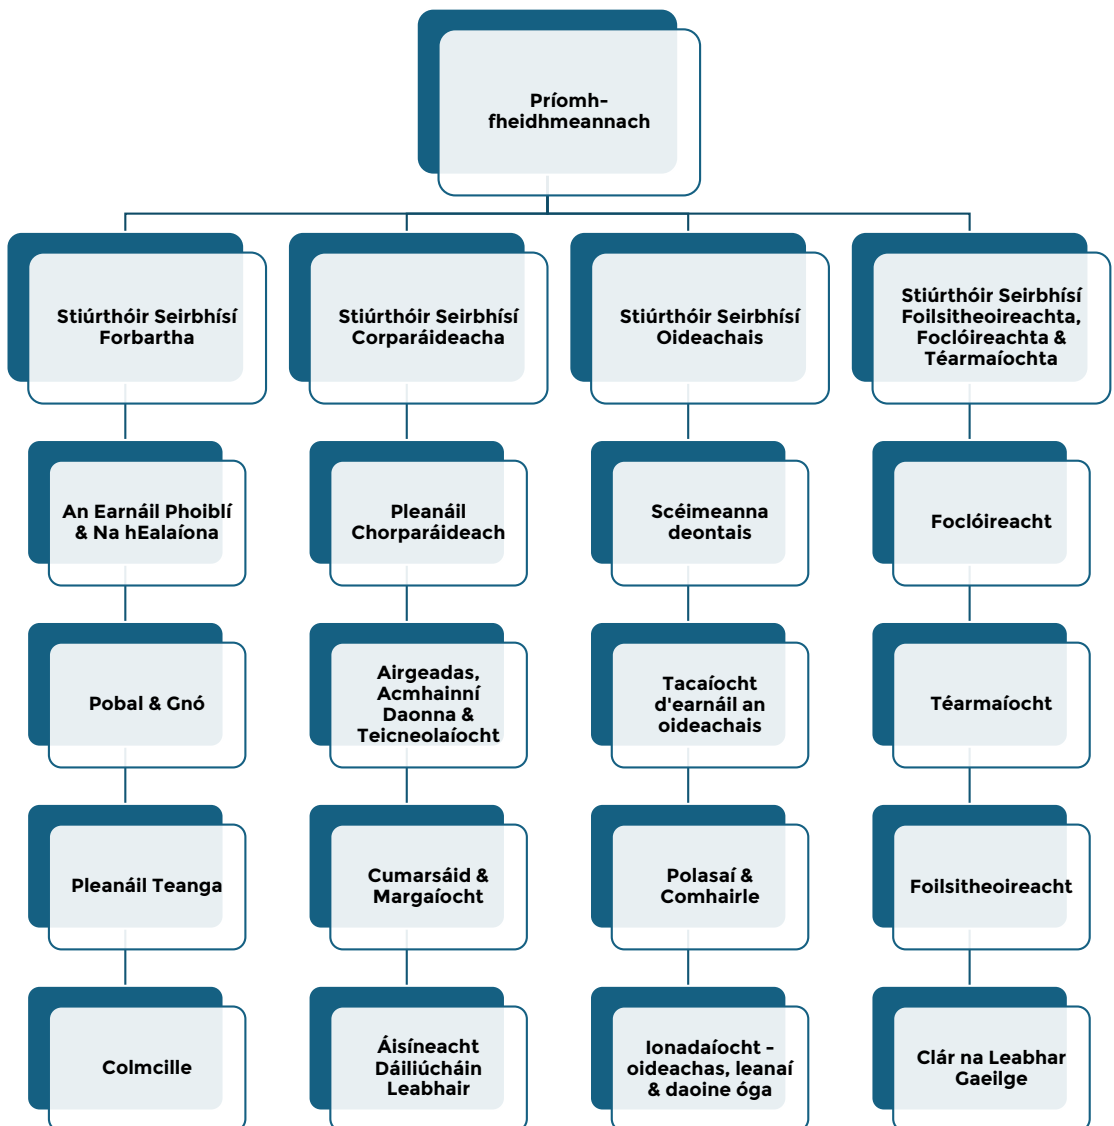 Príomh-
fheidhmeannach
Stiúrthóir Seirbhísí
Forbartha
Stiúrthóir Seirbhísí
Corparáideacha
Stiúrthóir Seirbhísí
Oideachais
Stiúrthóir Seirbhísí
Foilsitheoireachta,
Foclóireachta &
Téarmaíochta
An Earnáil Phoiblí
& Na hEalaíona
Pleanáil
Chorparáideach
Scéimeanna
deontais
Foclóireacht
Pobal & Gnó
Airgeadas,
Acmhainní
Daonna &
Teicneolaíocht
Tacaíocht
d'earnáil an
oideachais
Téarmaíocht
Pleanáil Teanga
Cumarsáid &
Margaíocht
Polasaí &
Comhairle
Foilsitheoireacht
Colmcille
Áisíneacht
Dáiliúcháin
Leabhair
Ionadaíocht -
oideachas, leanaí
& daoine óga
Clár na Leabhar
Gaeilge